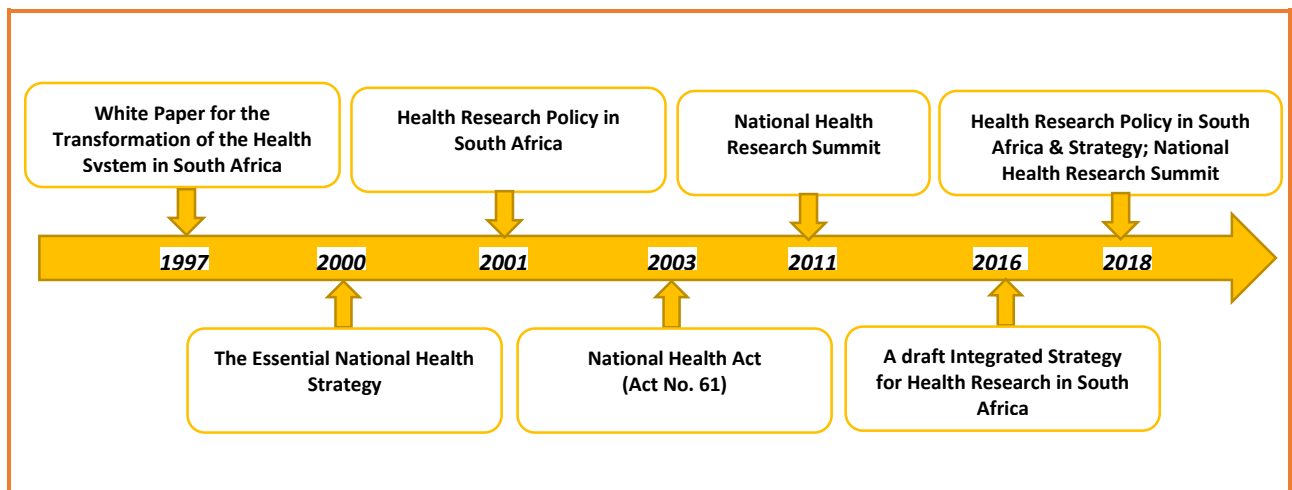 White Paper for the
Transformation of the Health
Svstem in South Africa
Health Research Policy in
South Africa
National Health
Research Summit
Health Research Policy in South
Africa & Strategy; National
Health Research Summit
1997
2000
2001
2003
2011
2016
2018
The Essential National Health
Strategy
National Health Act
(Act No. 61)
A draft Integrated Strategy
for Health Research in South
Africa